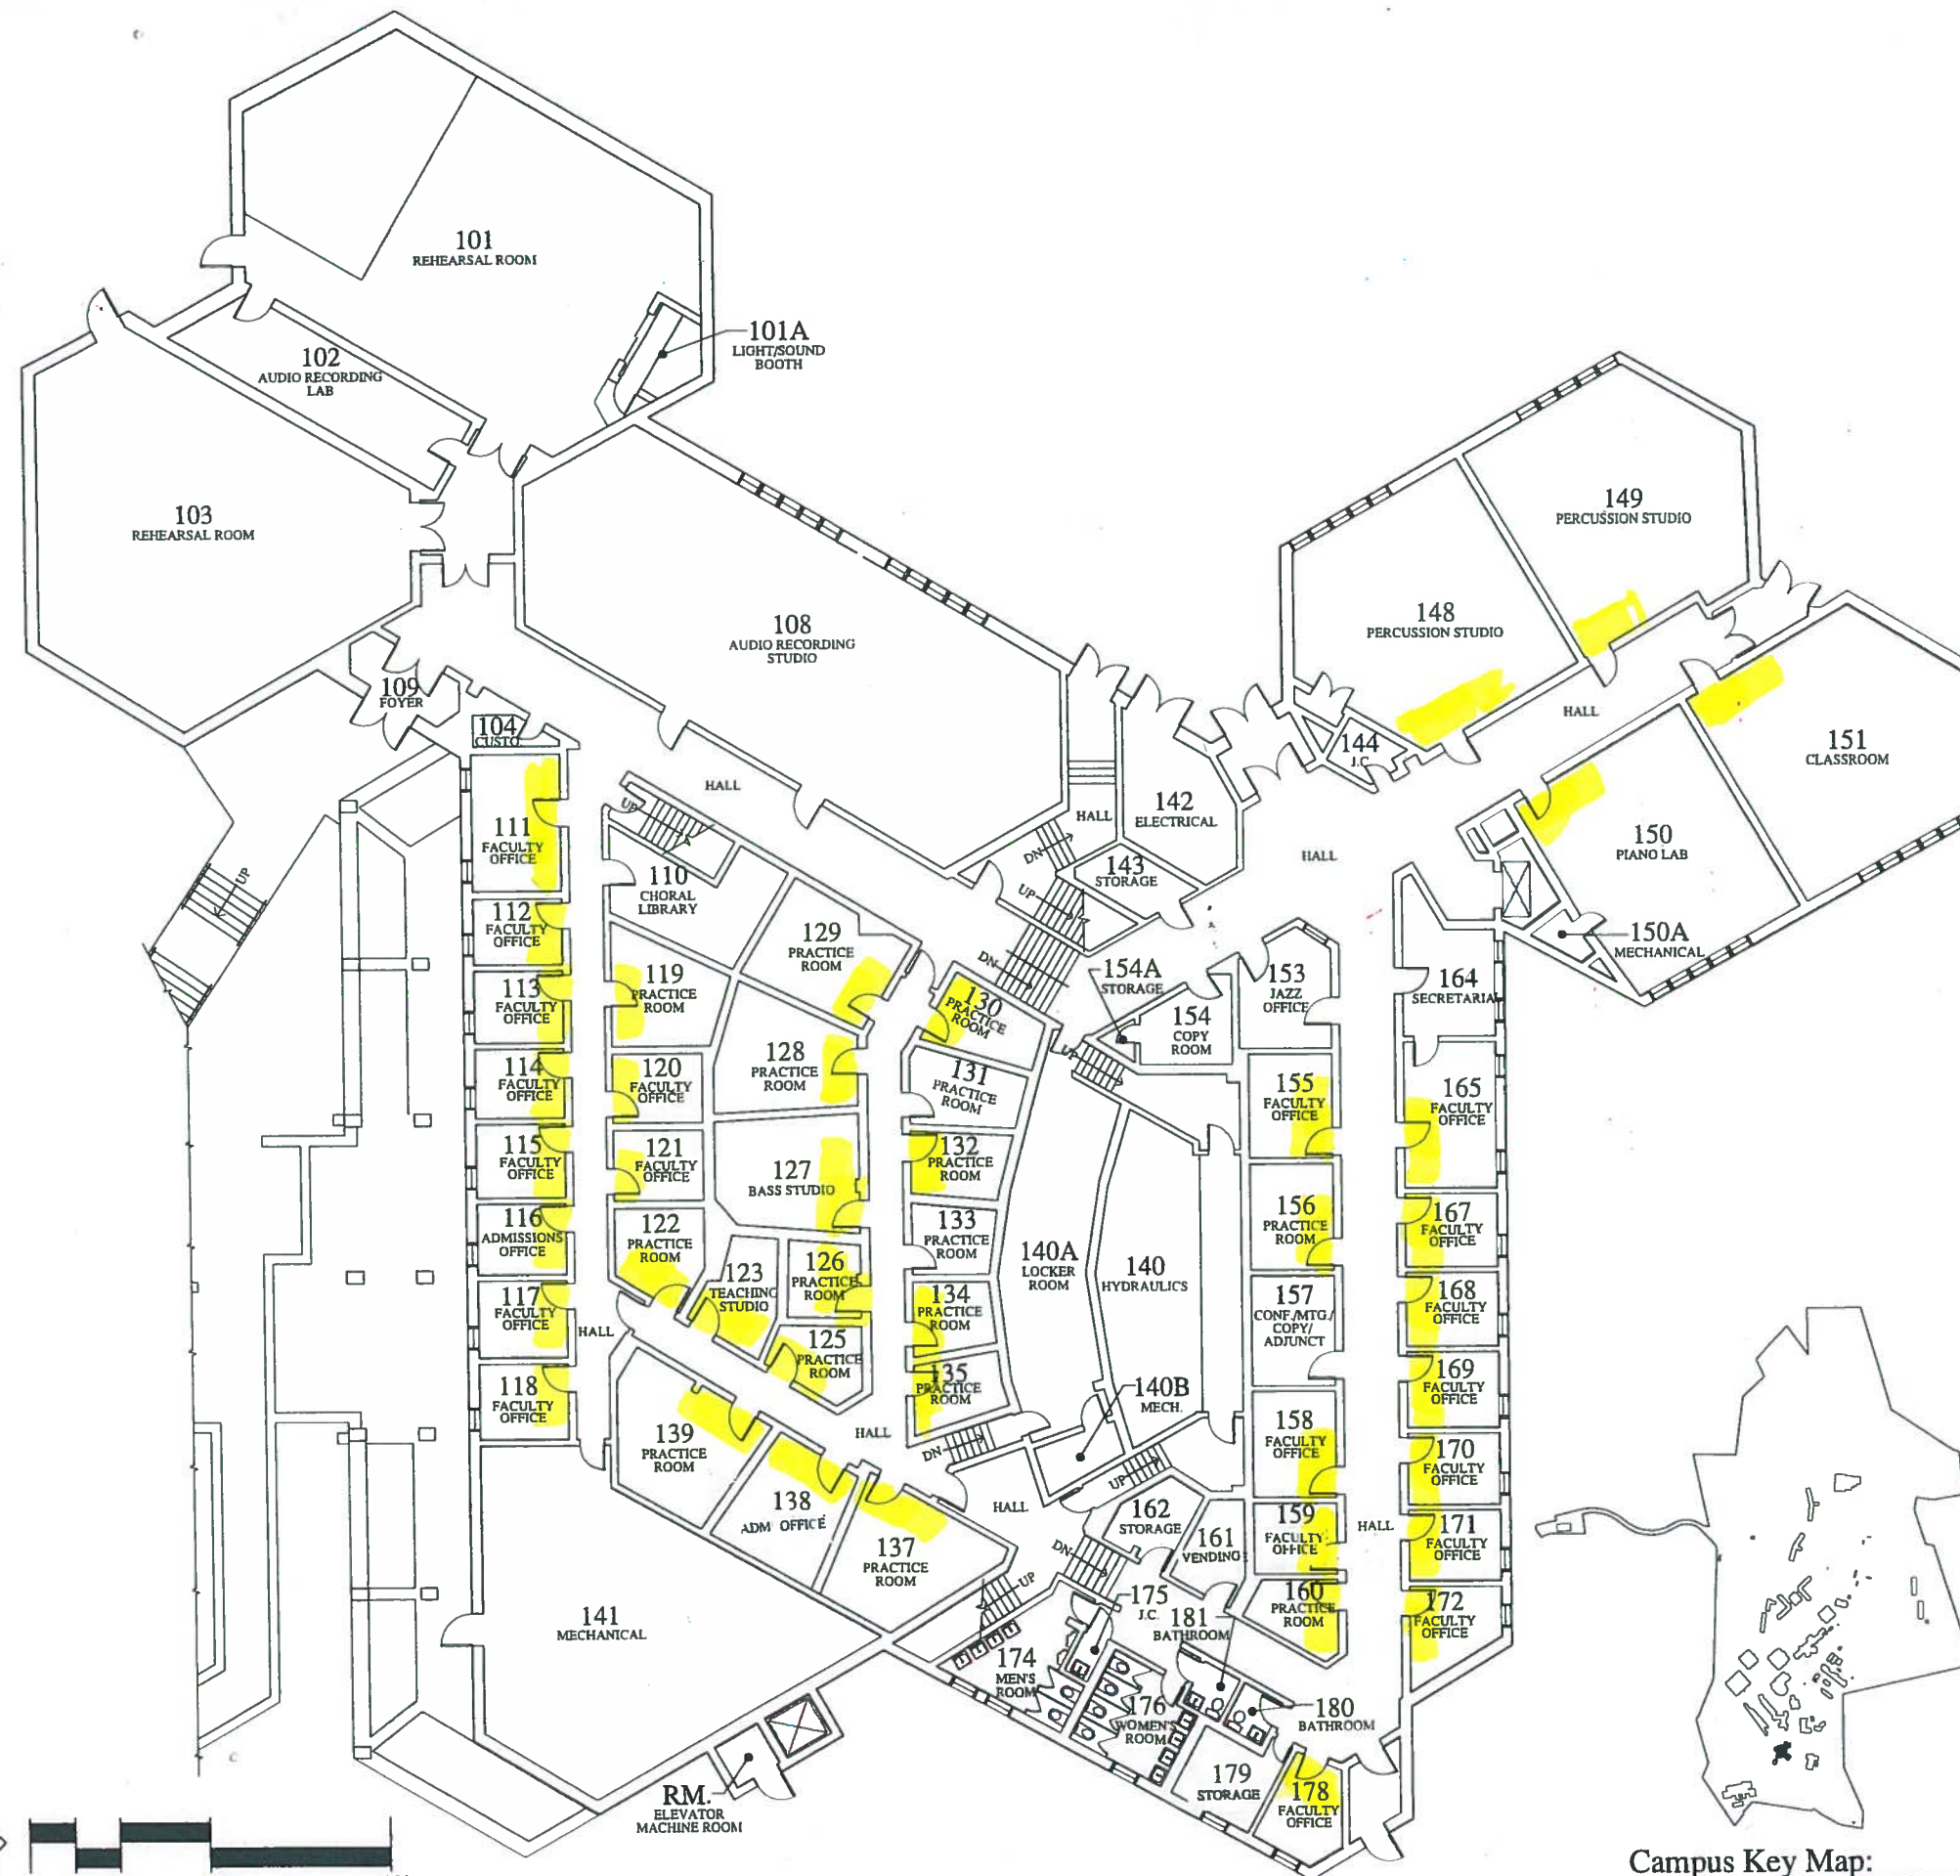 101
REHEARSAL ROOM
101A
LIGHT/SOUND
BOOTH
102
AUDIO RECORDING
LAB
103
REHEARSAL ROOM
108
AUDIO RECORDING
STUDIO
149
PERCUSSION STUDIO
148
PERCUSSION STUDIO
109
FOYER
104
CUSTO.
144
J.C.
HALL
151
CLASSROOM
HALL
150
PIANO LAB
150A
MECHANICAL
142
ELECTRICAL
HALL
HALL
143
STORAGE
DN
UP
DN
UP
UP
111
FACULTY
OFFICE
112
FACULTY
OFFICE
113
FACULTY
OFFICE
114
FACULTY
OFFICE
115
FACULTY
OFFICE
116
ADMISSIONS
OFFICE
117
FACULTY
OFFICE
118
FACULTY
OFFICE
110
CHORAL
LIBRARY
119
PRACTICE
ROOM
120
FACULTY
OFFICE
121
FACULTY
OFFICE
122
PRACTICE
ROOM
123
TEACHING
STUDIO
HALL
129
PRACTICE
ROOM
128
PRACTICE
ROOM
127
BASS STUDIO
126
PRACTICE
ROOM
125
PRACTICE
ROOM
130
PRACTICE
ROOM
131
PRACTICE
ROOM
132
PRACTICE
ROOM
133
PRACTICE
ROOM
134
PRACTICE
ROOM
135
PRACTICE
ROOM
HALL
DN
139
PRACTICE
ROOM
138
ADM OFFICE
137
PRACTICE
ROOM
141
MECHANICAL
RM.
ELEVATOR
MACHINE ROOM
154A
STORAGE
154
COPY
ROOM
UP
153
JAZZ
OFFICE
140A
LOCKER
ROOM
140
HYDRAULICS
140B
MECH.
UP
HALL
155
FACULTY
OFFICE
156
PRACTICE
ROOM
157
CONF./MTG./
COPY/
ADJUNCT
158
FACULTY
OFFICE
159
FACULTY
OFFICE
160
PRACTICE
ROOM
HALL
161
VENDING
162
STORAGE
DN
UP
164
SECRETARIAL
165
FACULTY
OFFICE
167
FACULTY
OFFICE
168
FACULTY
OFFICE
169
FACULTY
OFFICE
170
FACULTY
OFFICE
171
FACULTY
OFFICE
172
FACULTY
OFFICE
174
MEN'S
ROOM
175
J.C.
181
BATHROOM
176
WOMEN'S
ROOM
180
BATHROOM
179
STORAGE
178
FACULTY
OFFICE
Campus Key Map: